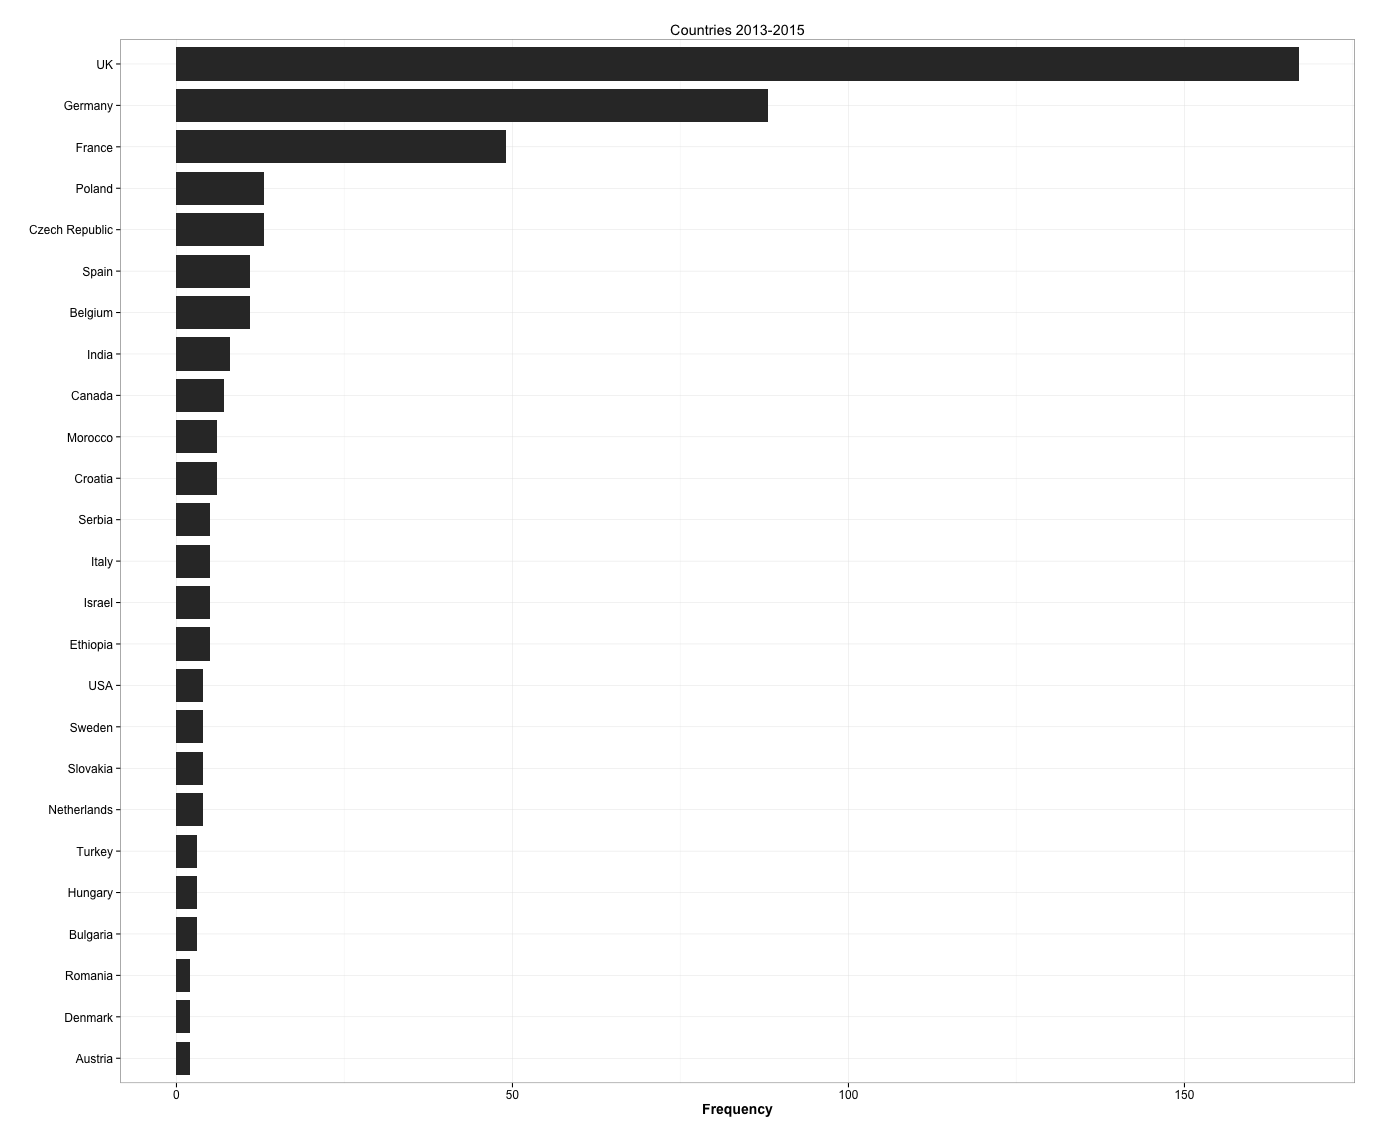 Countries 2013-2015
UK
Germany
France
Poland
Czech Republic
Spain
Belgium
India
Canada
Morocco
Croatia
Serbia
Italy
Israel
Ethiopia
USA
Sweden
Slovakia
Netherlands
Turkey
Hungary
Bulgaria
Romania
Denmark
Austria
0 50 100 150
Frequency